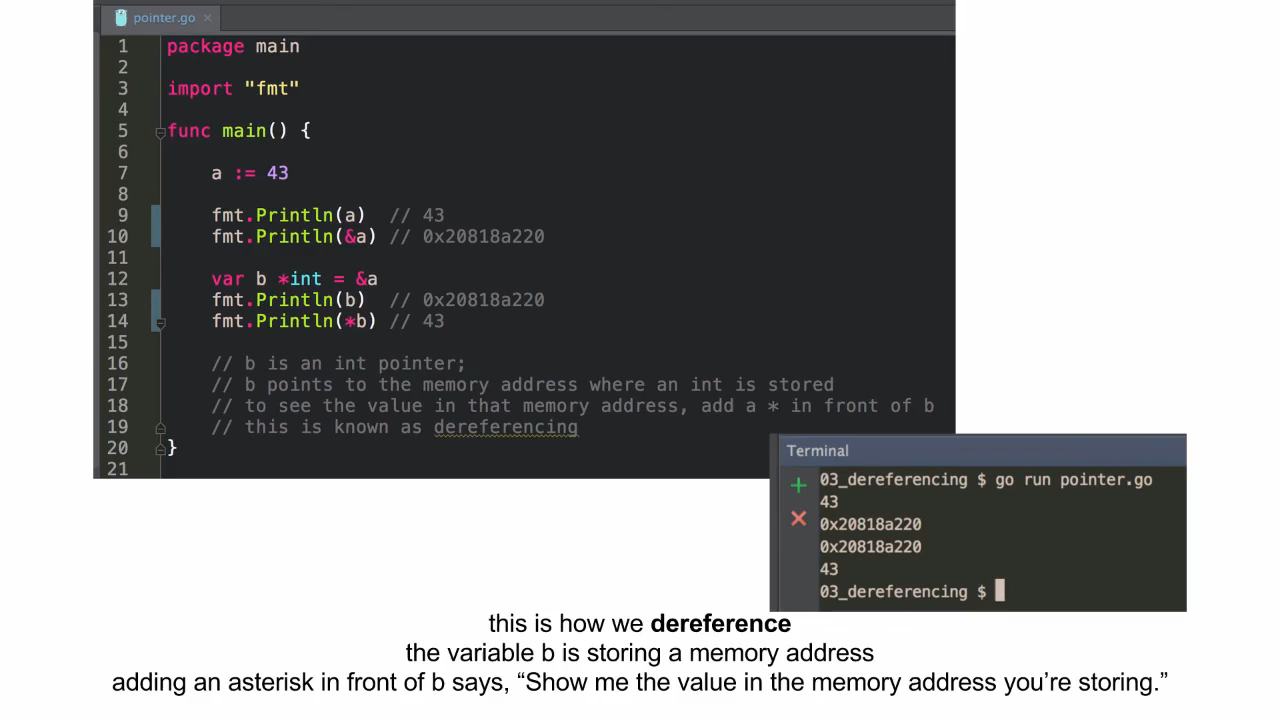 pointer.go ×
1 package main
2
3 import "fmt"
4
5 func main() {
6
7 a := 43
8
9 fmt.Println(a) // 43
10 fmt.Println(&a) // 0x20818a220
11
12 var b *int = &a
13 fmt.Println(b) // 0x20818a220
14 fmt.Println(*b) // 43
15
16 // b is an int pointer;
17 // b points to the memory address where an int is stored
18 // to see the value in that memory address, add a * in front of b
19 // this is known as dereferencing
20 }
21
Terminal
03_dereferencing $ go run pointer.go
43
0x20818a220
0x20818a220
43
03_dereferencing $
this is how we dereference
the variable b is storing a memory address
adding an asterisk in front of b says, “Show me the value in the memory address you’re storing.”